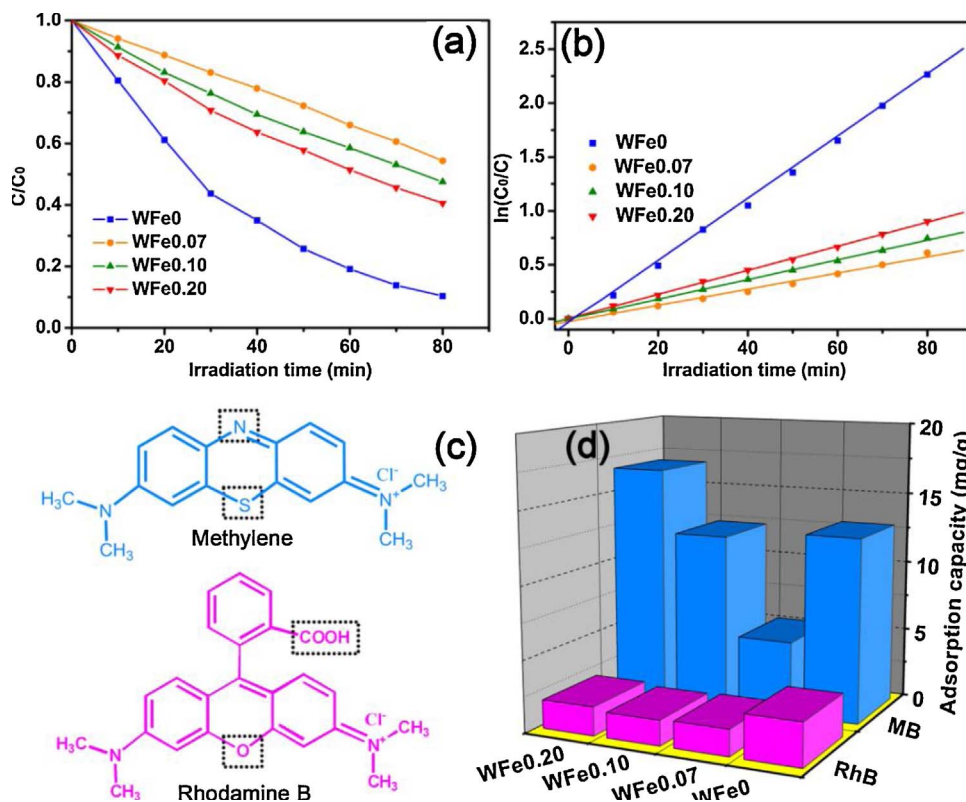 (a)
C/C₀
1.0
0.8
0.6
0.4
0.2
0.0
WFe0
WFe0.07
WFe0.10
WFe0.20
0 20 40 60 80
Irradiation time (min)
(b)
ln(C₀/C)
2.5
2.0
1.5
1.0
0.5
0.0
WFe0
WFe0.07
WFe0.10
WFe0.20
0 20 40 60 80
Irradiation time (min)
(c)
N
Cl⁻
H₃C
N
CH₃
S
N⁺
CH₃
CH₃
Methylene
COOH
Cl⁻
H₃C
N
CH₃
O
N⁺
CH₃
CH₃
Rhodamine B
(d)
20
15
10
5
0
Adsorption capacity (mg/g)
MB
RhB
WFe0.20
WFe0.10
WFe0.07
WFe0